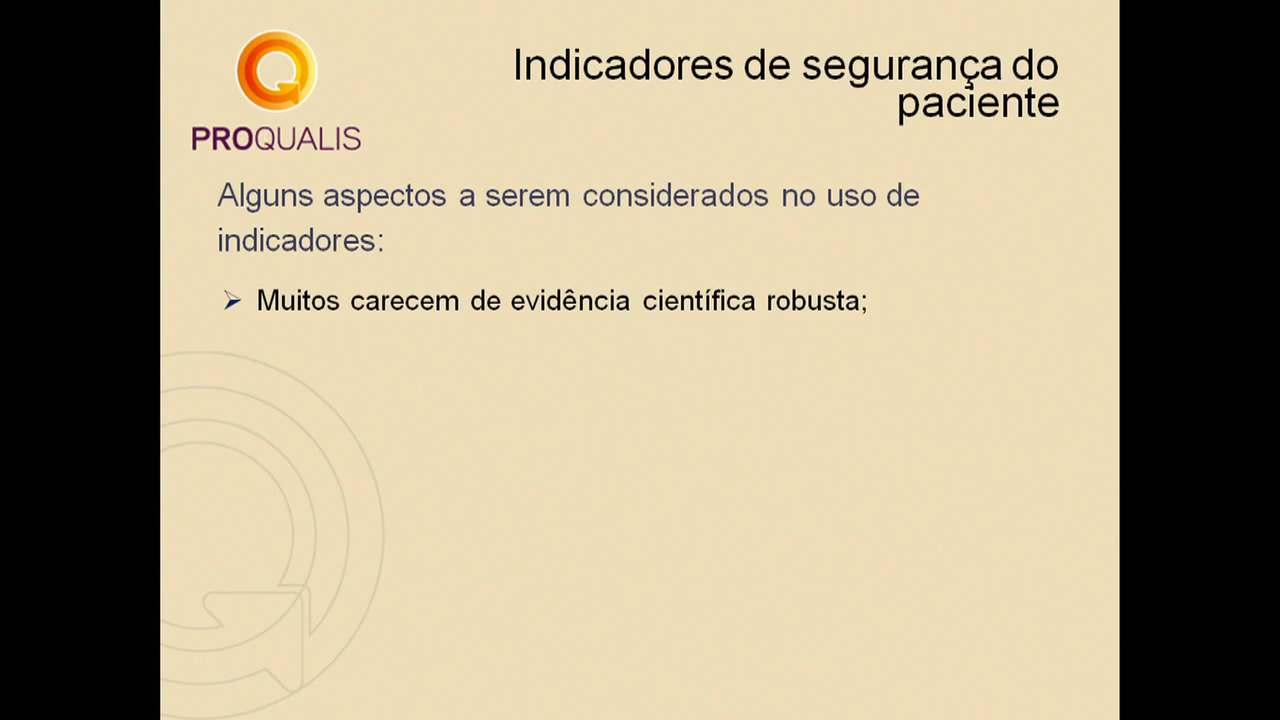 Indicadores de segurança do
paciente
PROQUALIS
Alguns aspectos a serem considerados no uso de
indicadores:
Muitos carecem de evidência científica robusta;